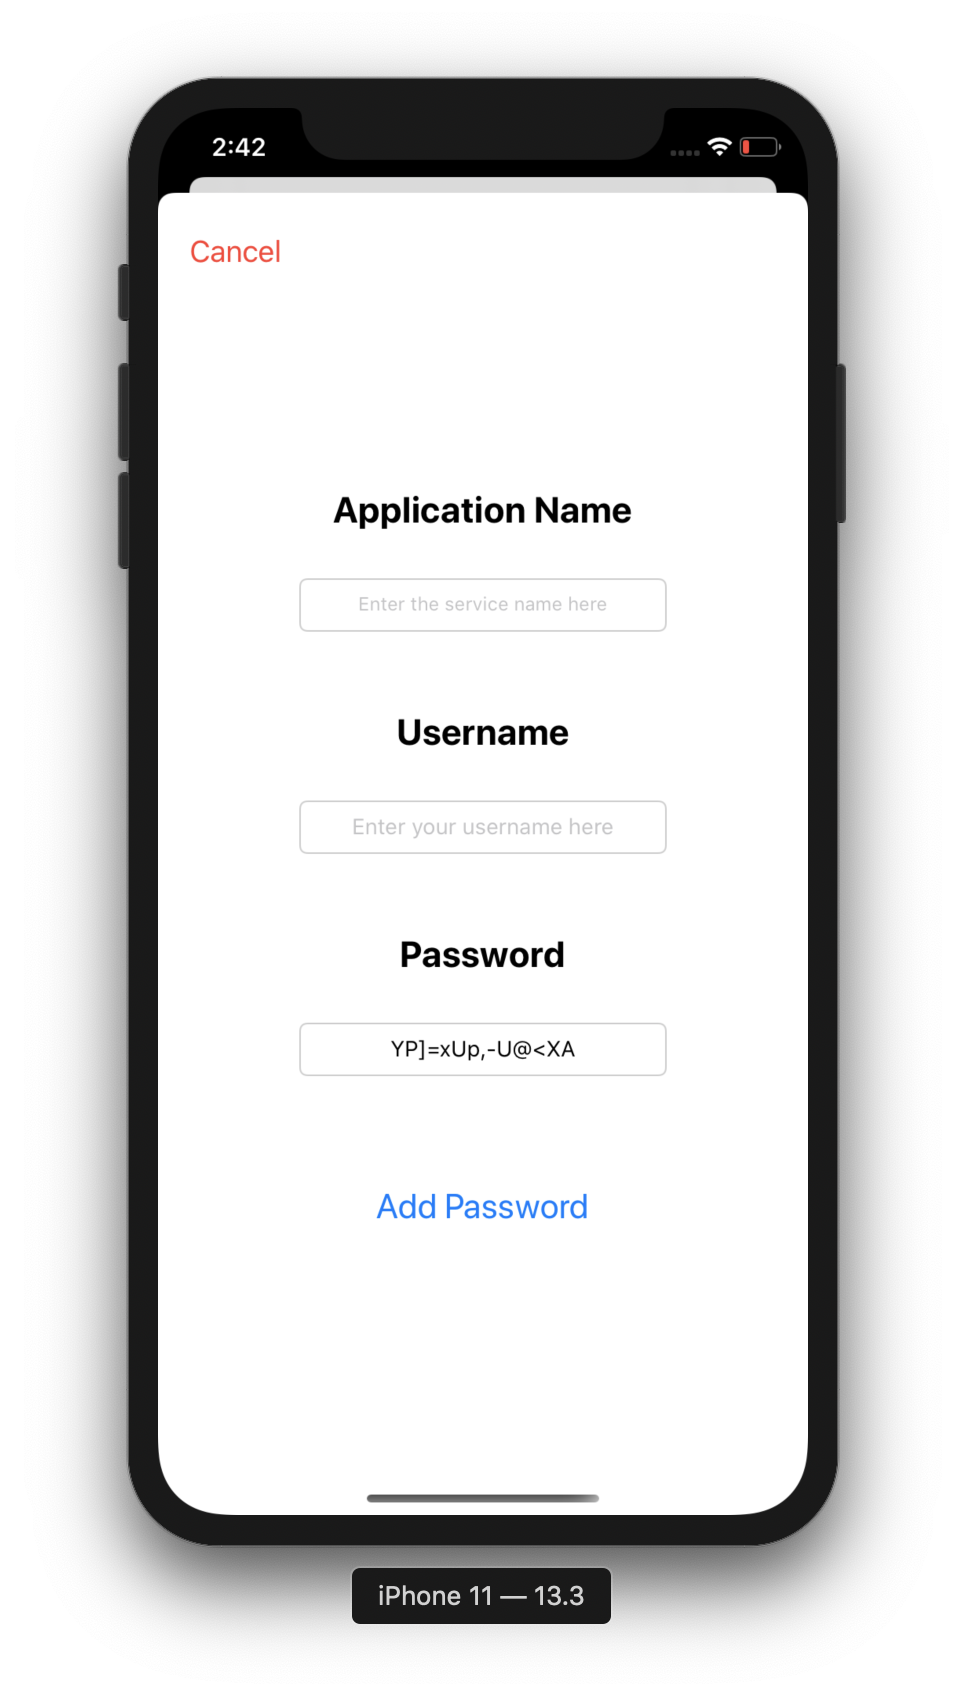 2:42
Cancel
Application Name
Enter the service name here
Username
Enter your username here
Password
YP]=xUp,-U@<XA
Add Password
iPhone 11 — 13.3